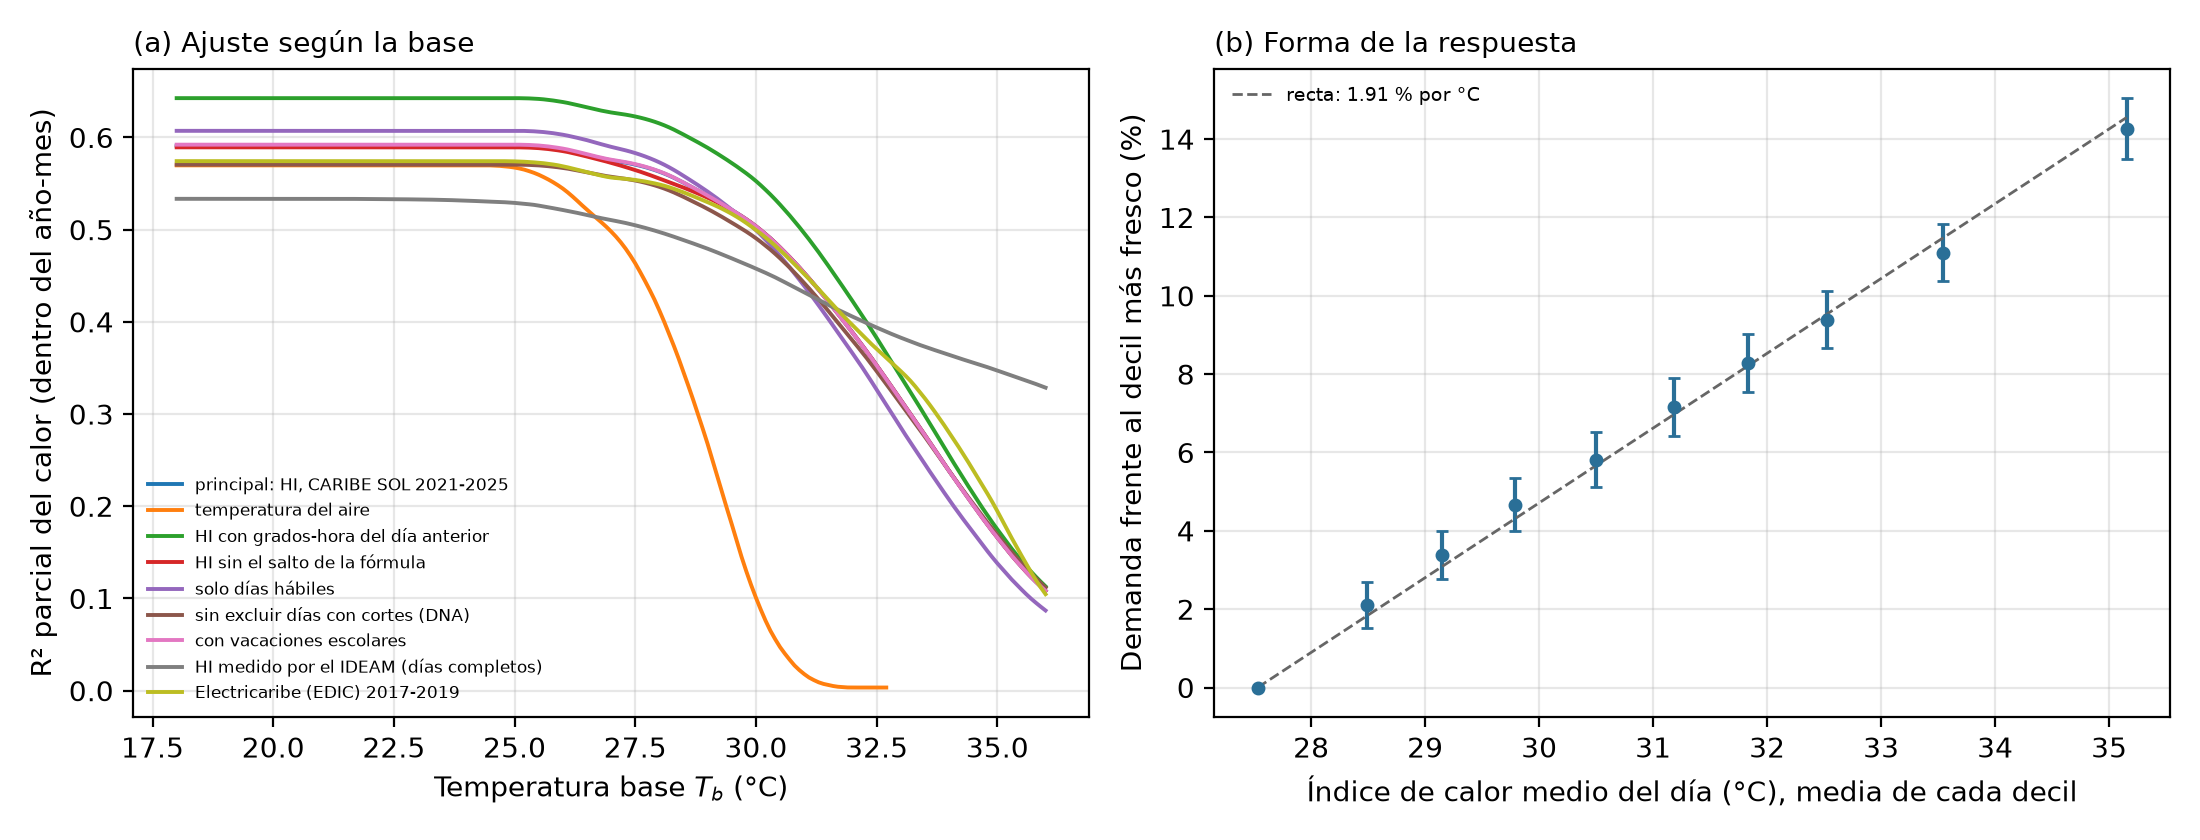 (a) Ajuste según la base
R² parcial del calor (dentro del año-mes)
0.6
0.5
0.4
0.3
0.2
0.1
0.0
principal: HI, CARIBE SOL 2021-2025
temperatura del aire
HI con grados-hora del día anterior
HI sin el salto de la fórmula
solo días hábiles
sin excluir días con cortes (DNA)
con vacaciones escolares
HI medido por el IDEAM (días completos)
Electricaribe (EDIC) 2017-2019
17.5 20.0 22.5 25.0 27.5 30.0 32.5 35.0
Temperatura base T_b (°C)
(b) Forma de la respuesta
recta: 1.91 % por °C
Demanda frente al decil más fresco (%)
14
12
10
8
6
4
2
0
28 29 30 31 32 33 34 35
Índice de calor medio del día (°C), media de cada decil